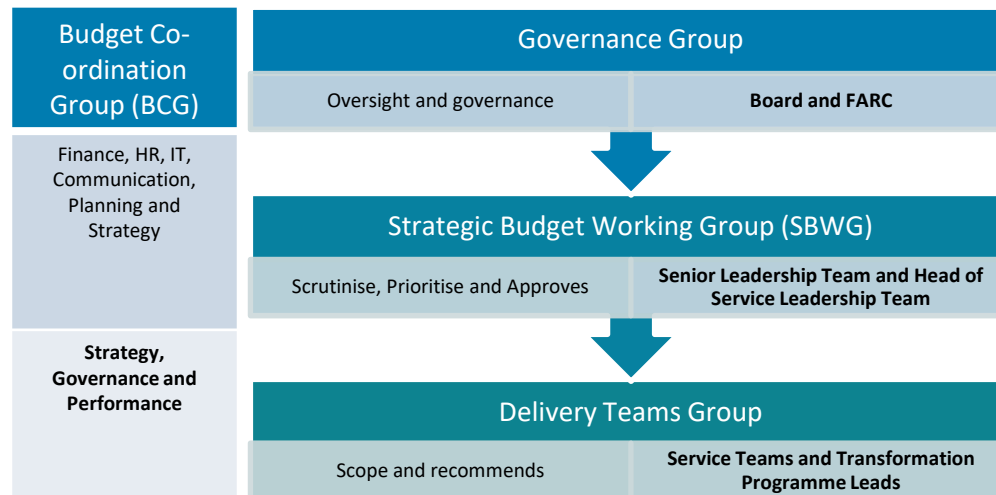 Budget Co-
ordination
Group (BCG)
Finance, HR, IT,
Communication,
Planning and
Strategy
Strategy,
Governance and
Performance
Governance Group
Oversight and governance
Board and FARC
Strategic Budget Working Group (SBWG)
Scrutinise, Prioritise and Approves
Senior Leadership Team and Head of
Service Leadership Team
Delivery Teams Group
Scope and recommends
Service Teams and Transformation
Programme Leads